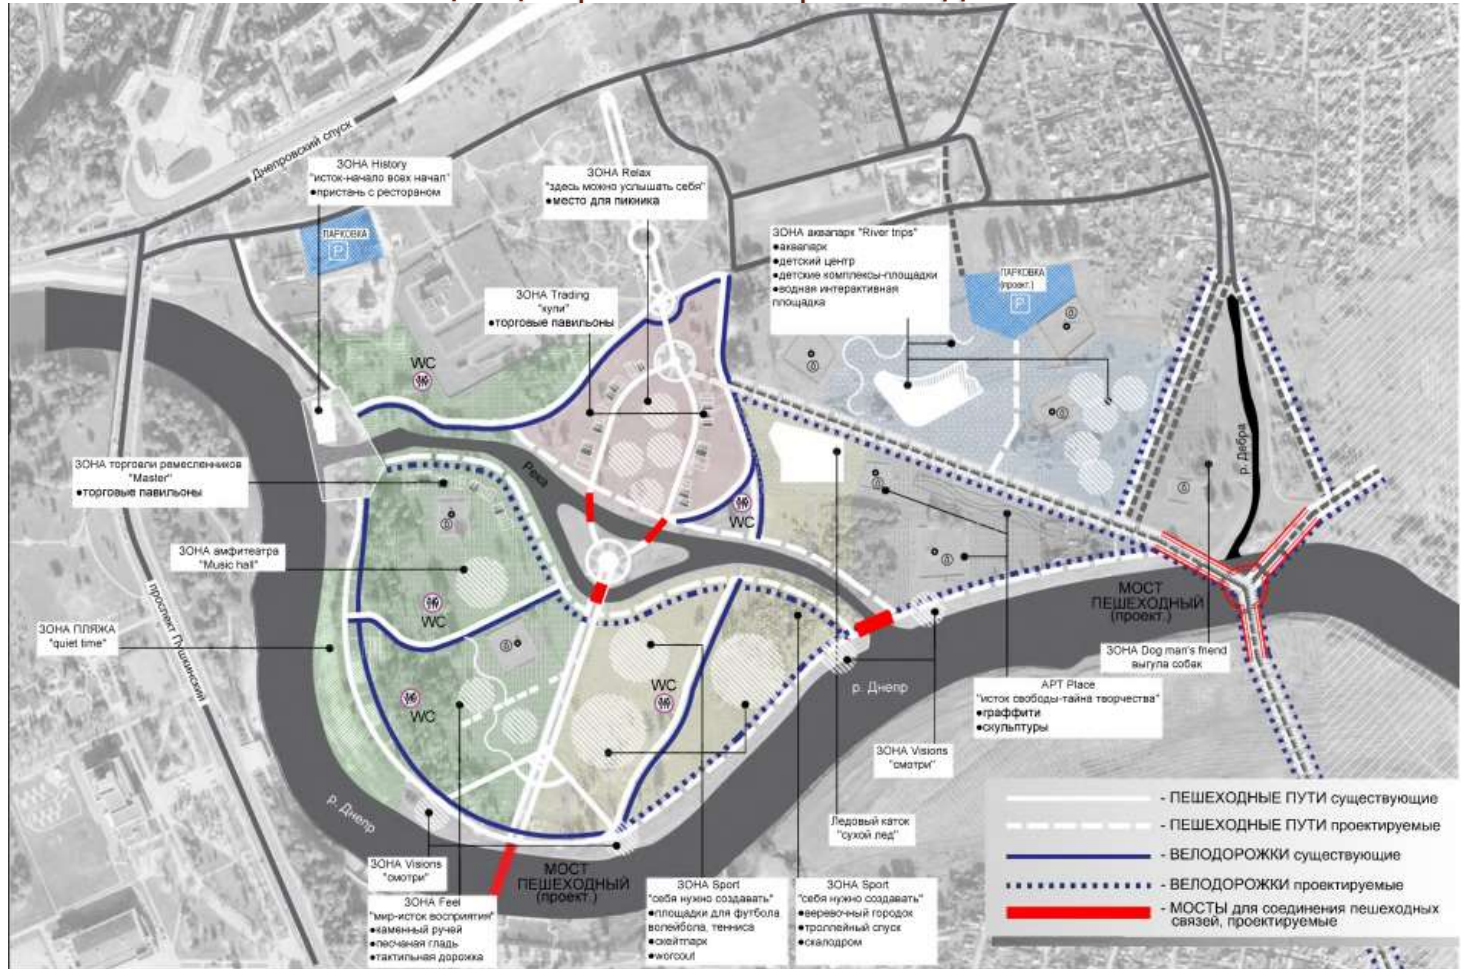 Днепровский спуск
ЗОНА History
"исток-начало всех начал"
●пристань с рестораном
ЗОНА Relax
"здесь можно услышать себя"
●место для пикника
ПАРКОВКА
P
ЗОНА аквапарк "River trips"
●аквапарк
●детский центр
●детские комплексы-площадки
●водная интерактивная
площадка
ПАРКОВКА
(проект.)
P
ЗОНА Trading
"купи"
●торговые павильоны
WC
ЗОНА торговли ремесленников
"Master"
●торговые павильоны
Река
р. Дебра
WC
ЗОНА амфитеатра
"Music hall"
WC
проспект Пушкинский
ЗОНА ПЛЯЖА
"quiet time"
МОСТ
ПЕШЕХОДНЫЙ
(проект.)
ЗОНА Dog man's friend
выгула собак
WC
WC
р. Днепр
АРТ Place
"исток свободы-тайна творчества"
●граффити
●скульптуры
ЗОНА Visions
"смотри"
р. Днепр
Ледовый каток
"сухой лед"
ЗОНА Visions
"смотри"
МОСТ
ПЕШЕХОДНЫЙ
(проект.)
ЗОНА Feel
"мир-исток восприятия"
●каменный ручей
●песчаная гладь
●тактильная дорожка
ЗОНА Sport
"себя нужно создавать"
●площадки для футбола
волейбола, тенниса
●скейтпарк
●worcout
ЗОНА Sport
"себя нужно создавать"
●веревочный городок
●троллейный спуск
●скалодром
- ПЕШЕХОДНЫЕ ПУТИ существующие
- ПЕШЕХОДНЫЕ ПУТИ проектируемые
- ВЕЛОДОРОЖКИ существующие
- ВЕЛОДОРОЖКИ проектируемые
- МОСТЫ для соединения пешеходных
связей, проектируемые